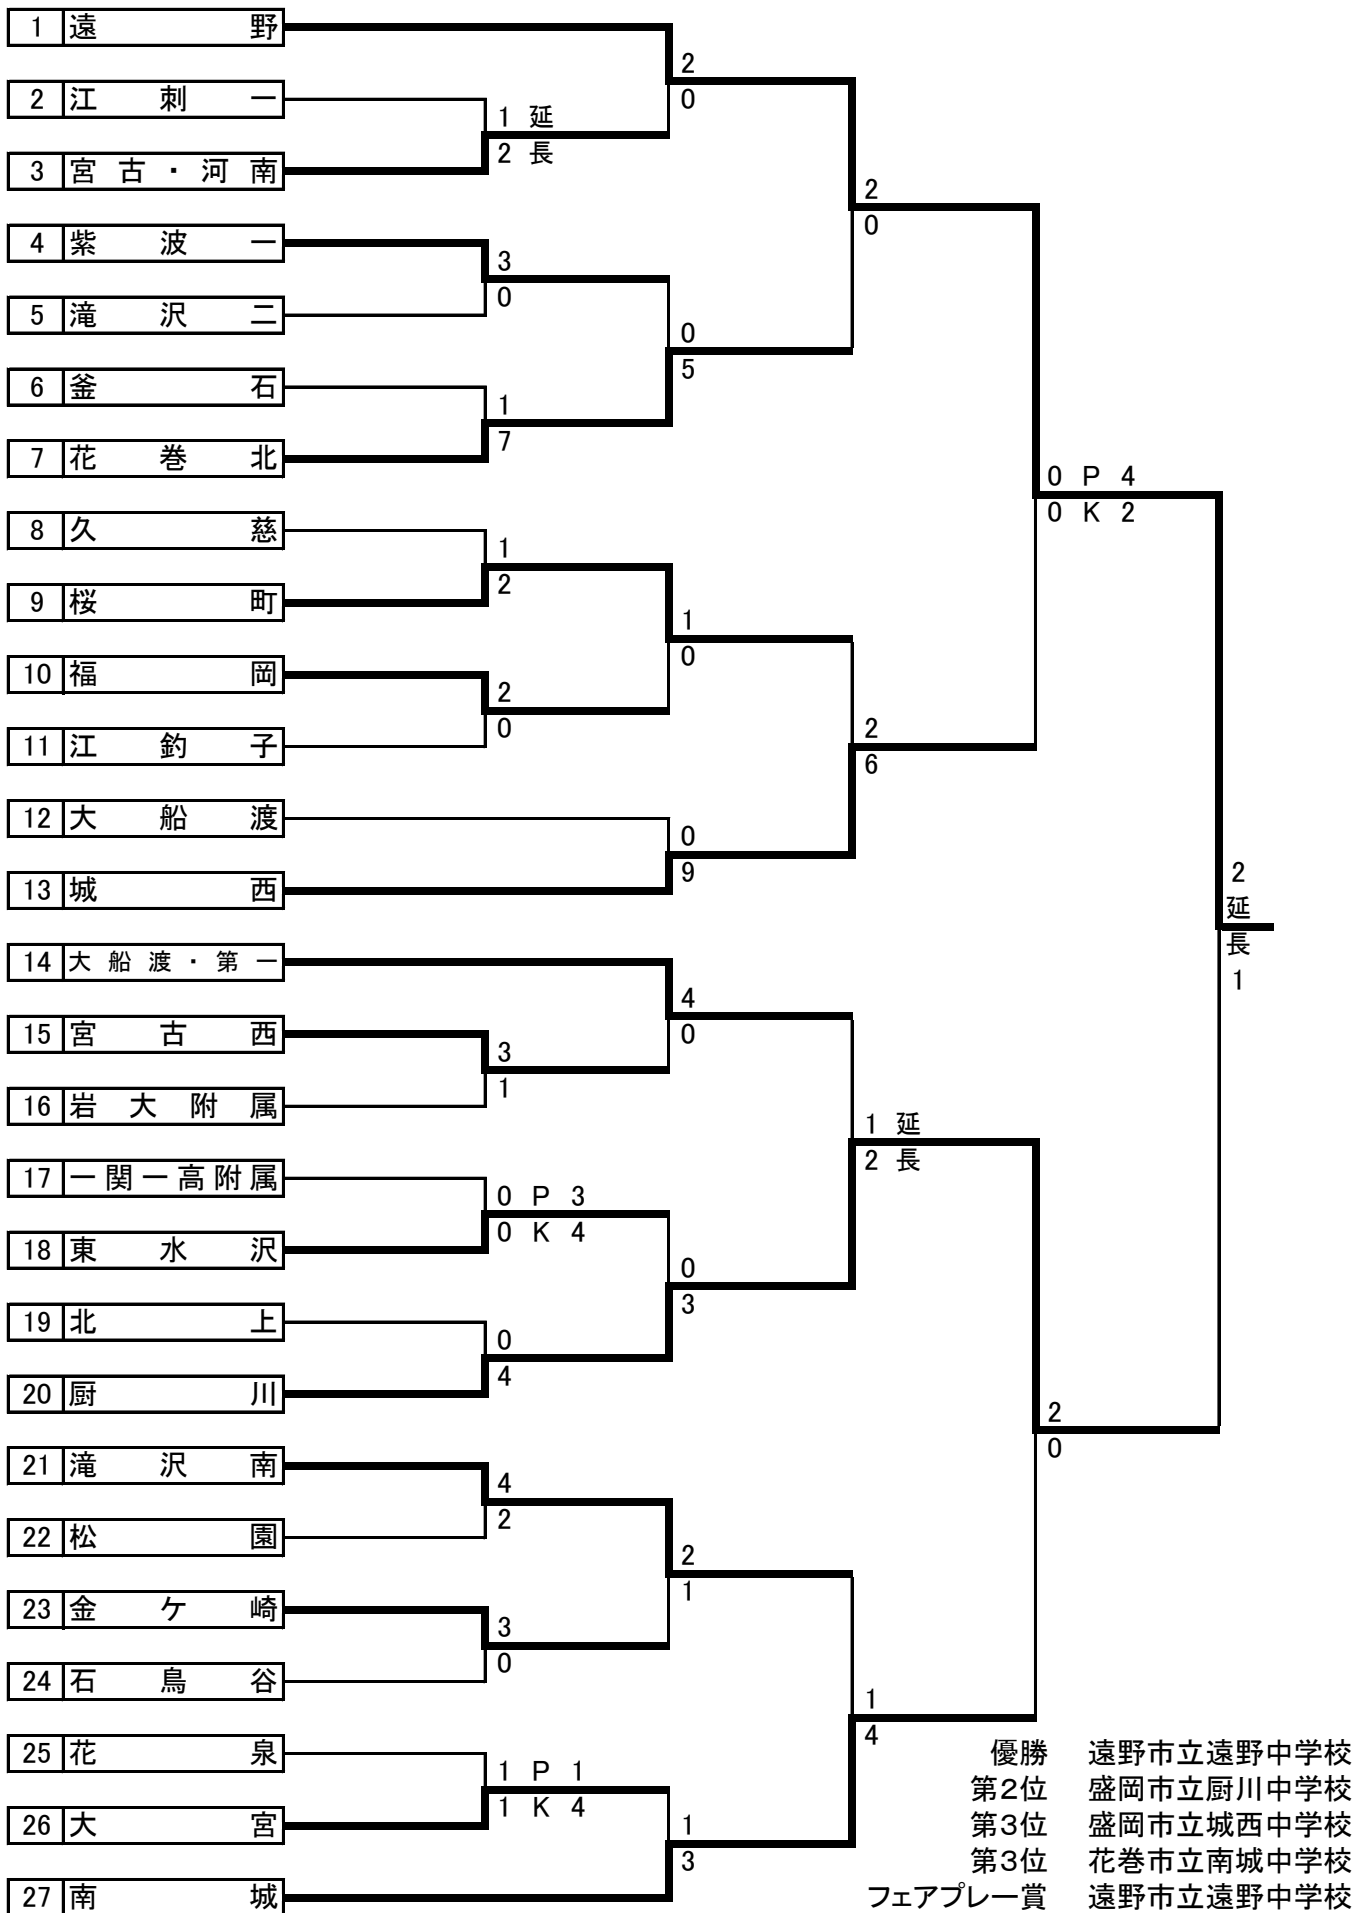 1 遠野
2
0
2 江刺一
1 延
2 長
3 宮古・河南
2
0
4 紫波一
3
0
5 滝沢二
0
5
6 釜石
1
7
7 花巻北
0 P 4
0 K 2
8 久慈
1
2
9 桜町
1
0
10 福岡
2
0
11 江釣子
2
6
12 大船渡
0
9
13 城西
2
延
長
1
14 大船渡・第一
4
0
15 宮古西
3
1
16 岩大附属
1 延
2 長
17 一関一高附属
0 P 3
0 K 4
18 東水沢
0
3
19 北上
0
4
20 厨川
2
0
21 滝沢南
4
2
22 松園
2
1
23 金ケ崎
3
0
24 石鳥谷
1
4
25 花泉
1 P 1
1 K 4
26 大宮
1
3
27 南城
優勝 遠野市立遠野中学校
第2位 盛岡市立厨川中学校
第3位 盛岡市立城西中学校
第3位 花巻市立南城中学校
フェアプレー賞 遠野市立遠野中学校